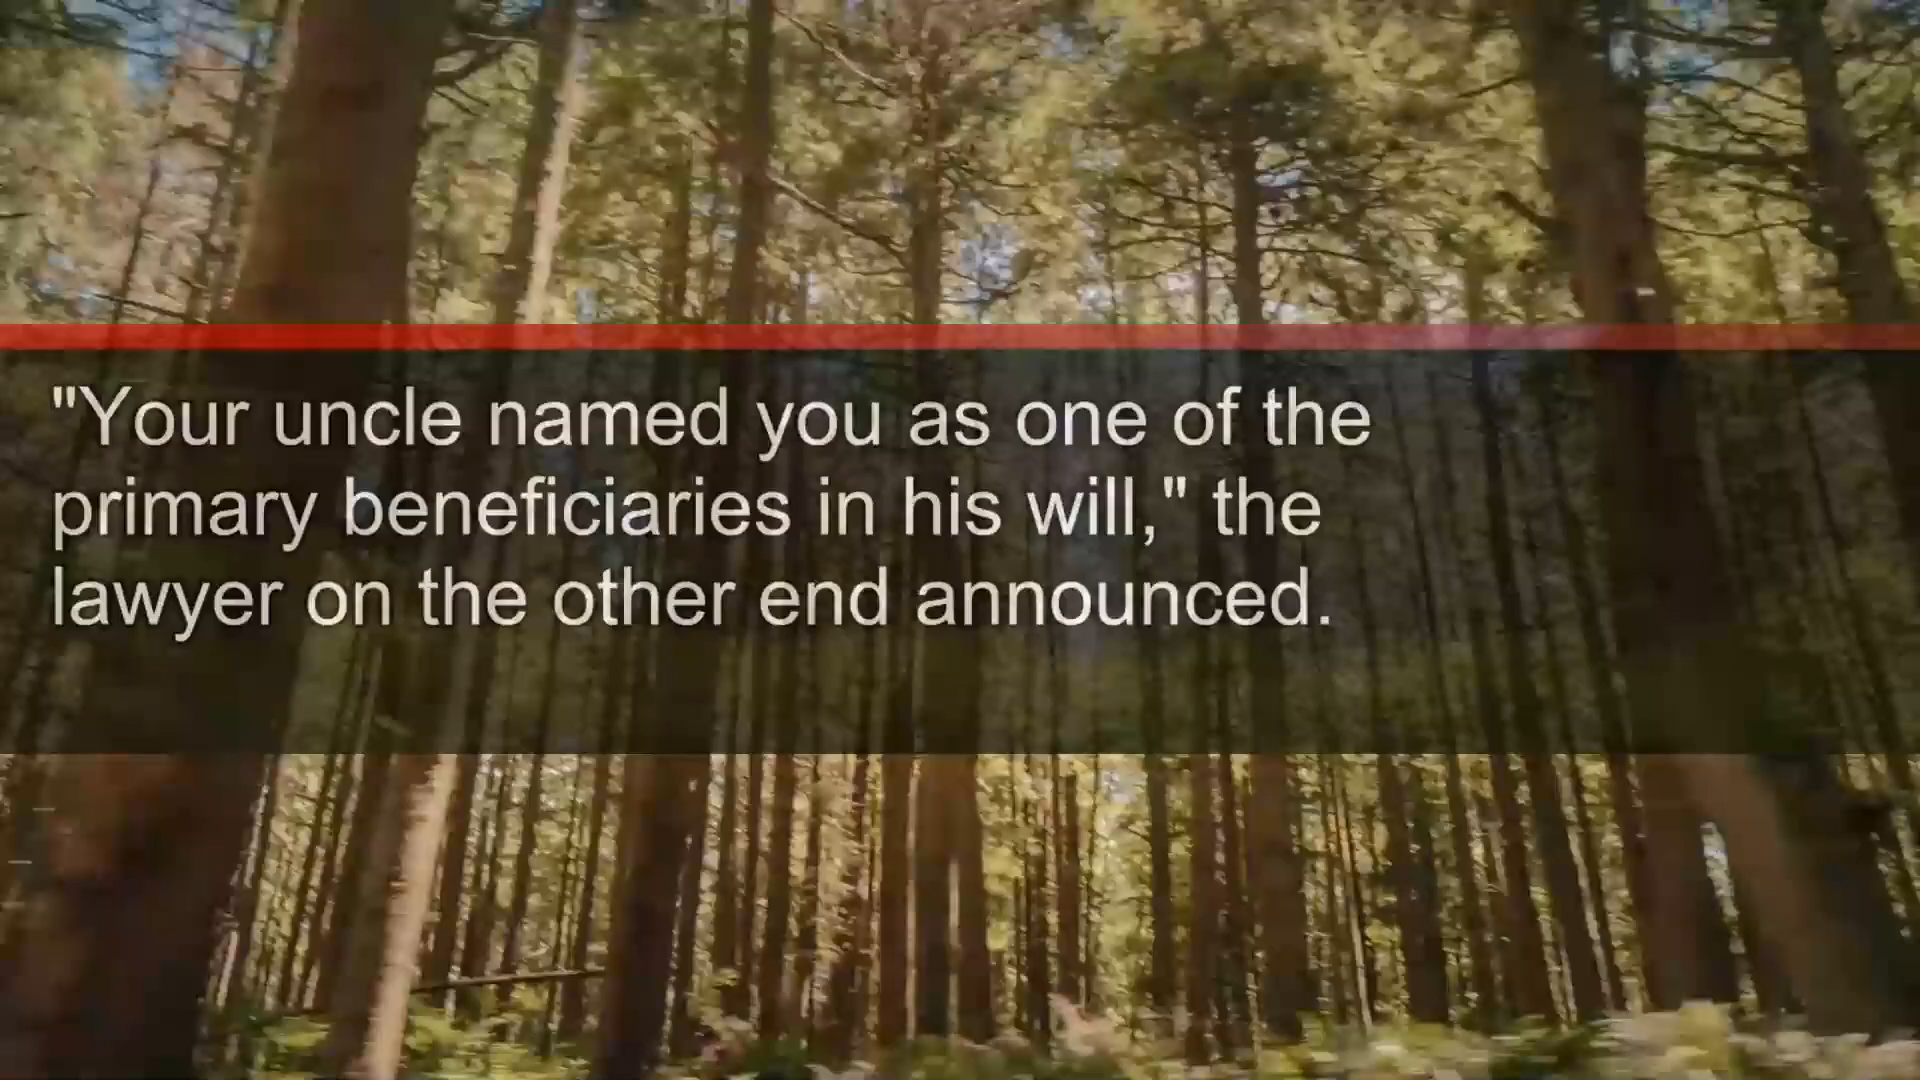 "Your uncle named you as one of the
primary beneficiaries in his will," the
lawyer on the other end announced.